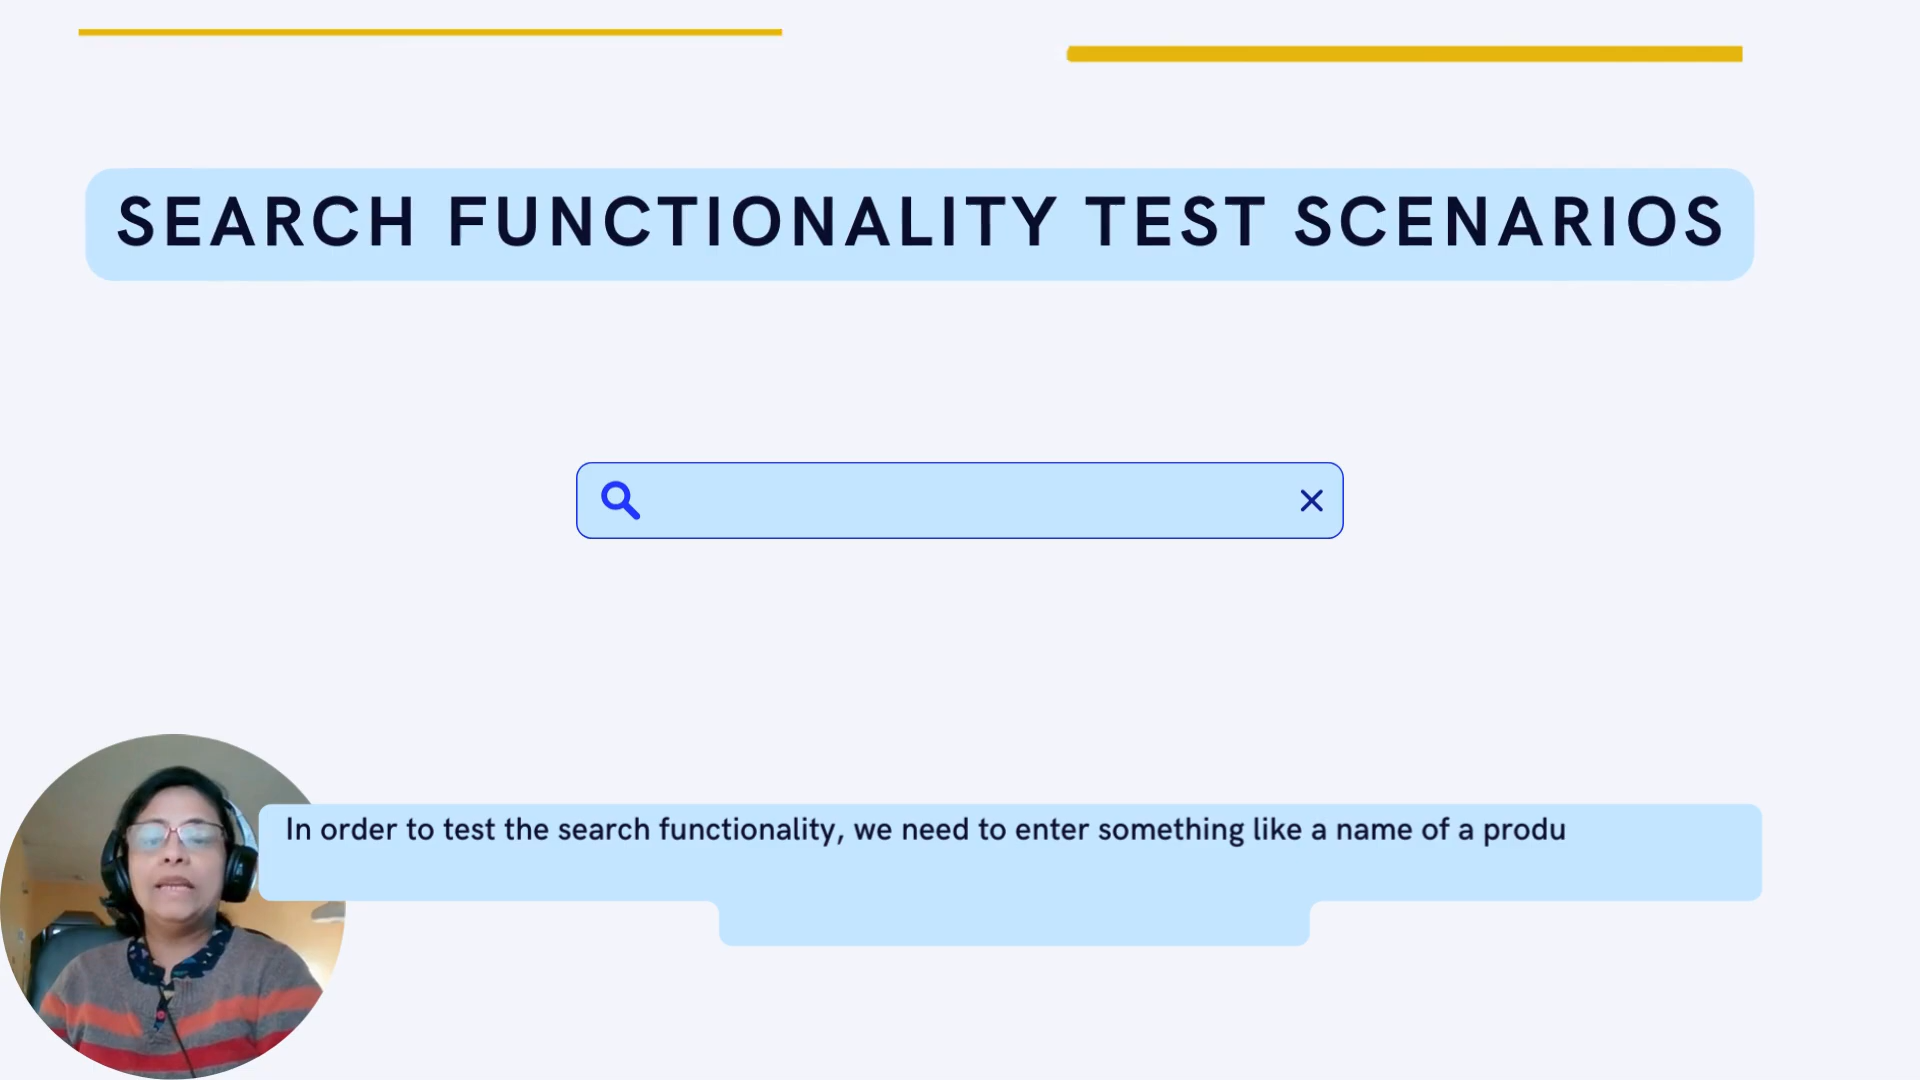 SEARCH FUNCTIONALITY TEST SCENARIOS
In order to test the search functionality, we need to enter something like a name of a produ